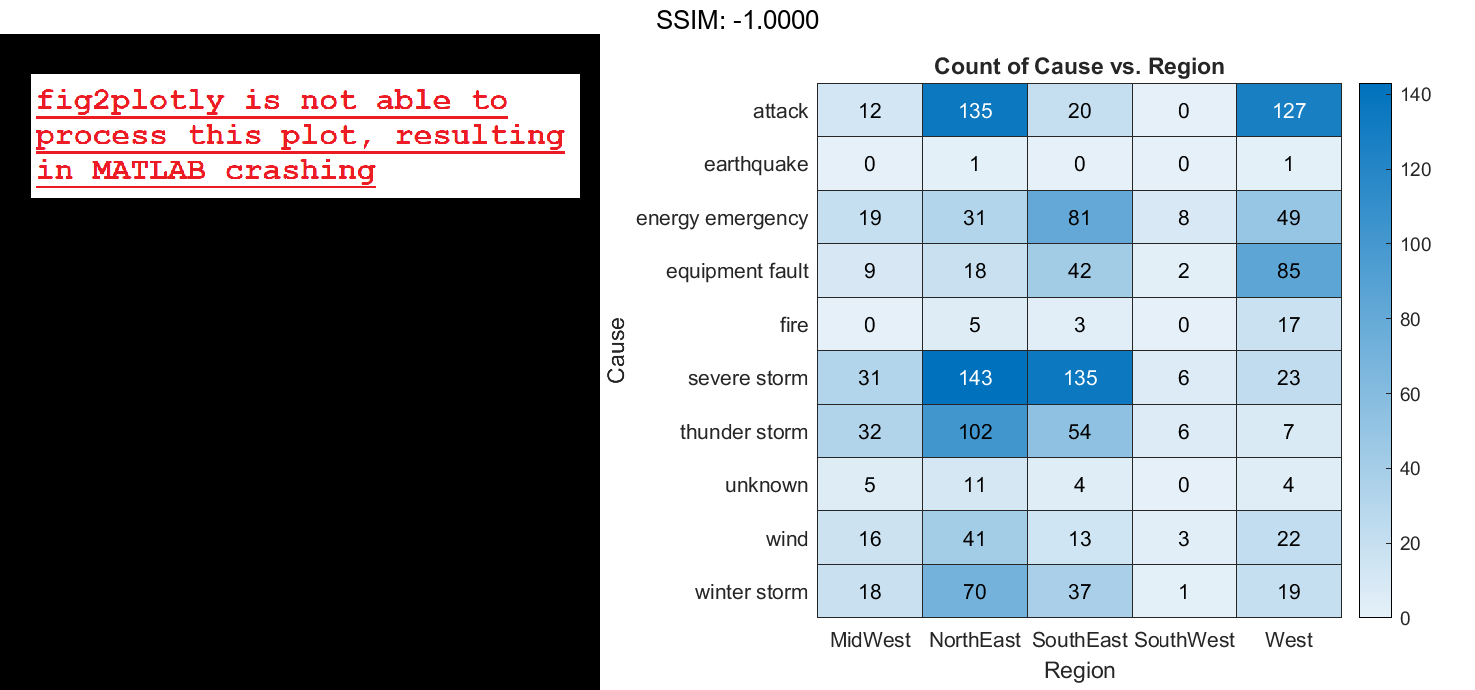 SSIM: -1.0000
fig2plotly is not able to
process this plot, resulting
in MATLAB crashing
Count of Cause vs. Region
Cause
attack 12 135 20 0 127
earthquake 0 1 0 0 1
energy emergency 19 31 81 8 49
equipment fault 9 18 42 2 85
fire 0 5 3 0 17
severe storm 31 143 135 6 23
thunder storm 32 102 54 6 7
unknown 5 11 4 0 4
wind 16 41 13 3 22
winter storm 18 70 37 1 19
MidWest NorthEast SouthEast SouthWest West
Region
140
120
100
80
60
40
20
0